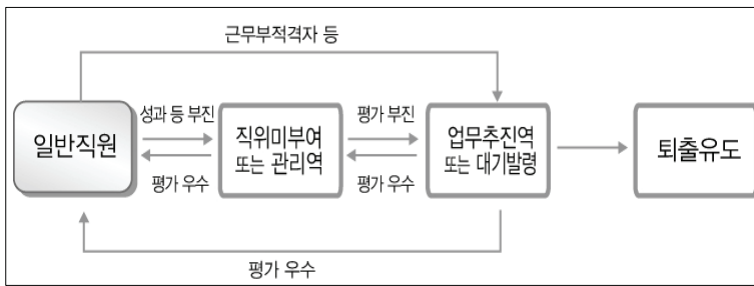 근무부적격자 등
일반직원
성과 등 부진
평가 우수
직위미부여
또는 관리역
평가 부진
평가 우수
업무추진역
또는 대기발령
퇴출유도
평가 우수